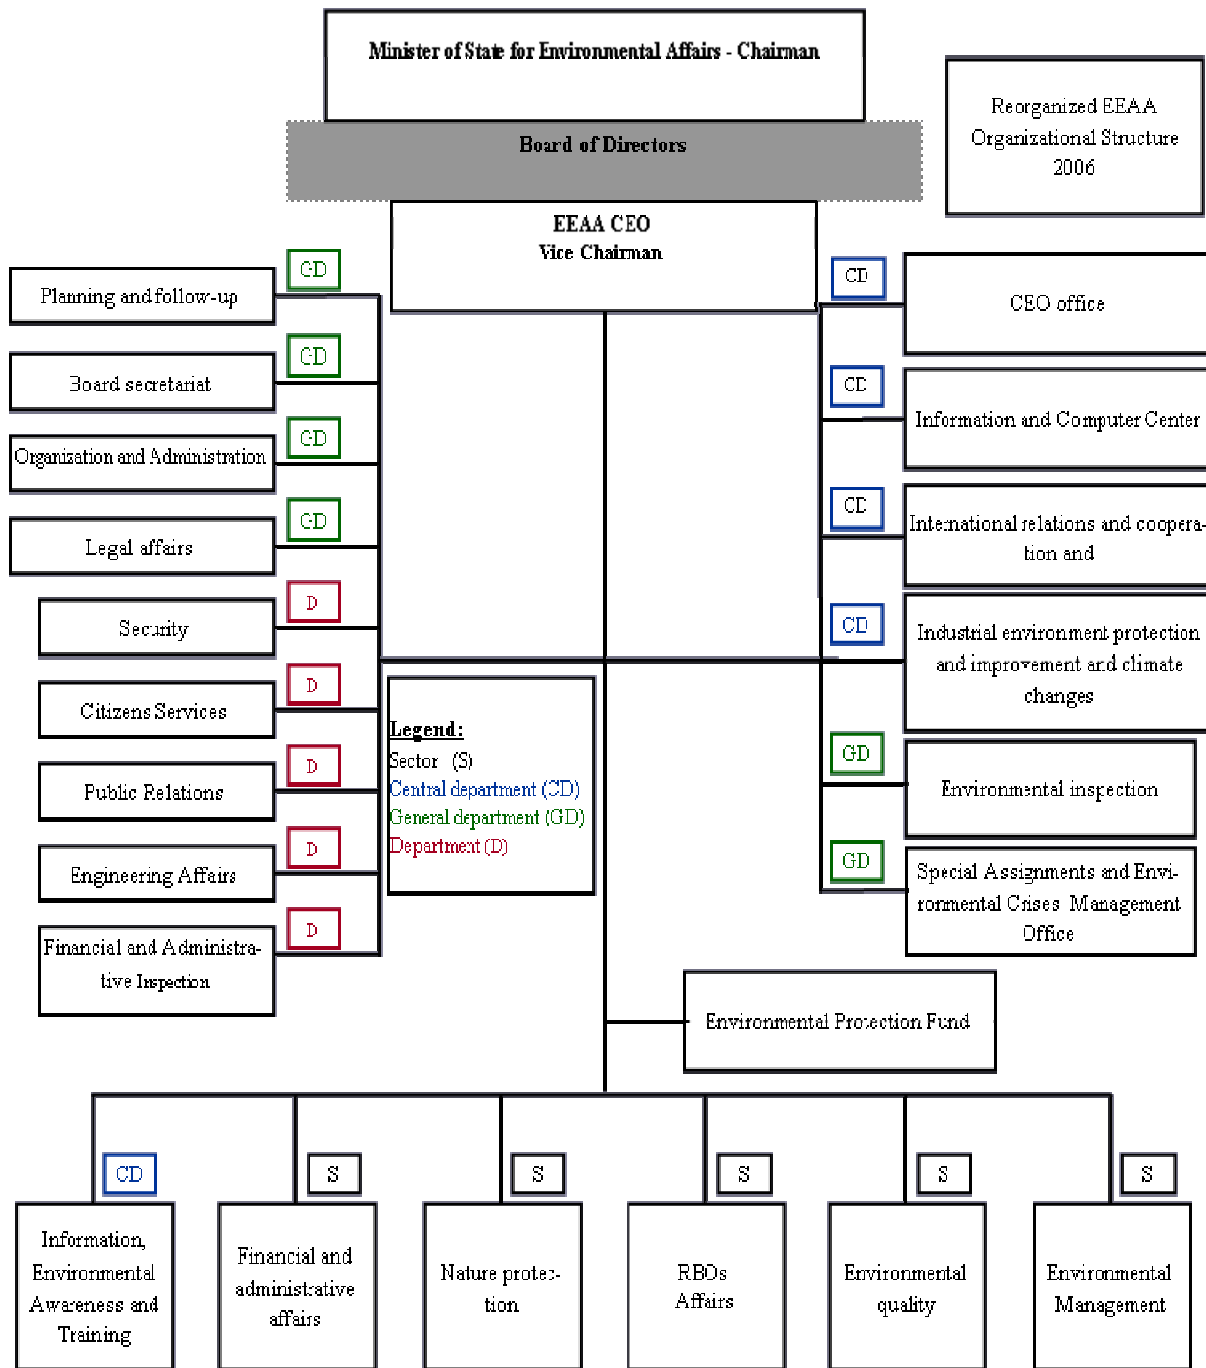 Minister of State for Environmental Affairs - Chairman
Board of Directors
Reorganized EEAA
Organizational Structure
2006
EEAA CEO
Vice Chairman
GD
Planning and follow-up
GD
Board secretariat
GD
Organization and Administration
GD
Legal affairs
D
Security
D
Citizens Services
D
Public Relations
D
Engineering Affairs
D
Financial and Administra-
tive Inspection
CD
CEO office
CD
Information and Computer Center
CD
International relations and coopera-
tion and
CD
Industrial environment protection
and improvement and climate
changes
GD
Environmental inspection
GD
Special Assignments and Envi-
ronmental Crises Management
Office
Legend:
Sector (S)
Central department (CD)
General department (GD)
Department (D)
Environmental Protection Fund
CD
Information,
Environmental
Awareness and
Training
S
Financial and
administrative
affairs
S
Nature protec-
tion
S
RBOs
Affairs
S
Environmental
quality
S
Environmental
Management